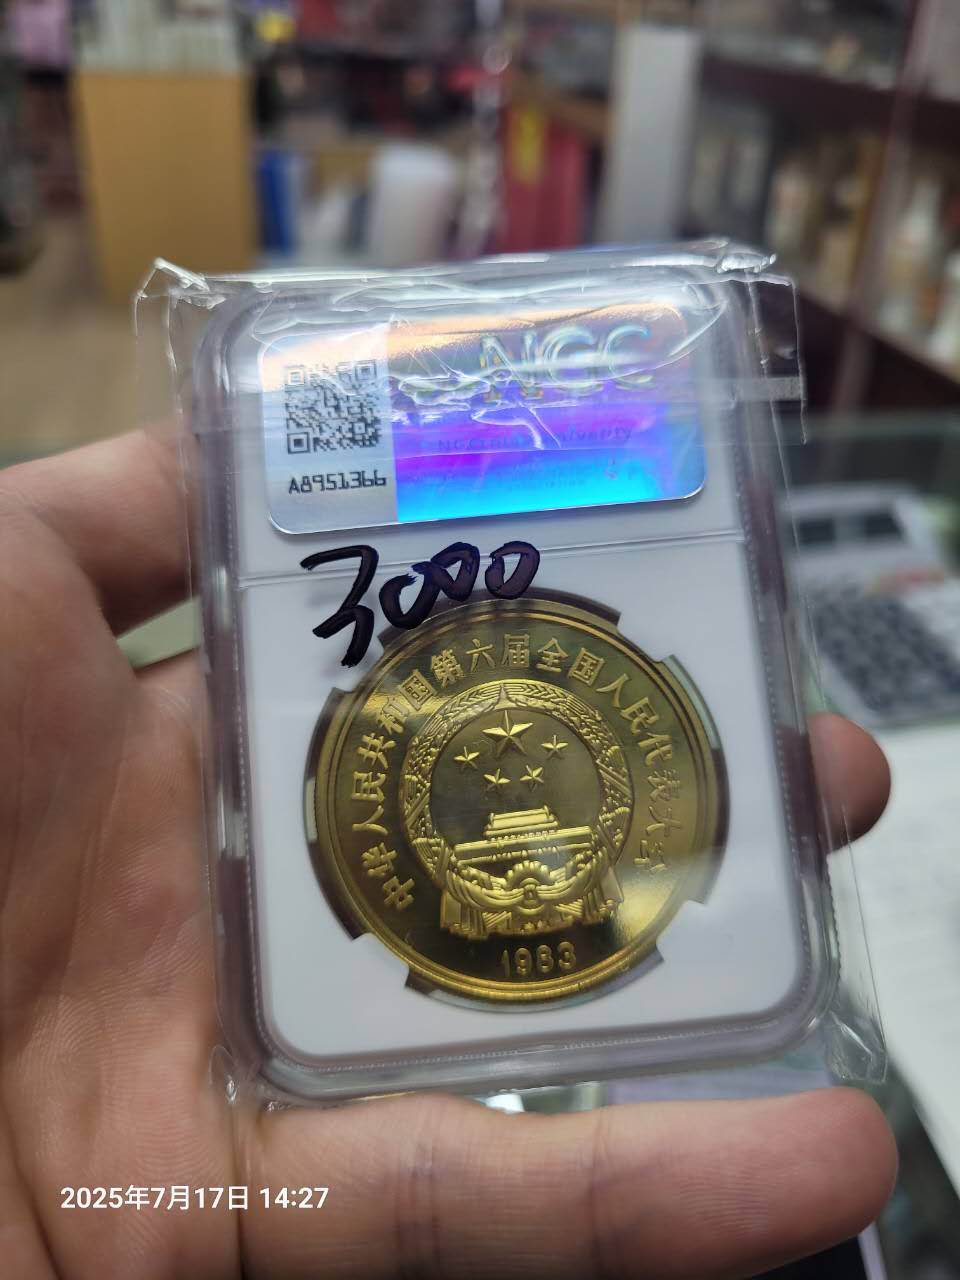 NGC
A8951366
3000
中华人民共和国第六届全国人民代表大会
1983
2025年7月17日 14:27